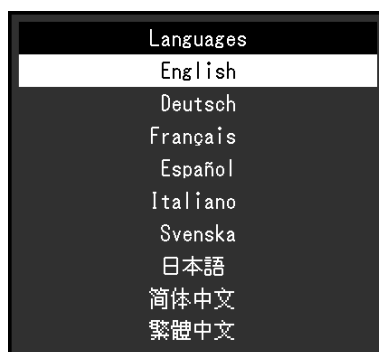 Languages
English
Deutsch
Français
Español
Italiano
Svenska
日本語
简体中文
繁體中文